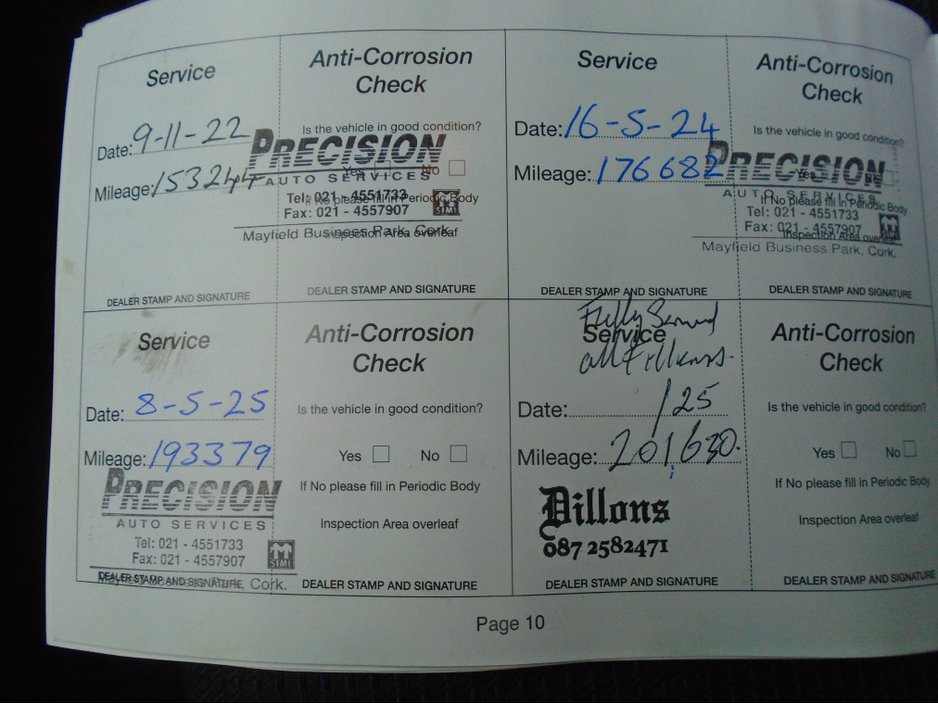 Service
Date: 9-11-22
Mileage: 153244
PRECISION
AUTO SERVICES
Tel: 021 - 4551733
Fax: 021 - 4557907
SIMI
Mayfield Business Park, Cork.
DEALER STAMP AND SIGNATURE
Anti-Corrosion
Check
Is the vehicle in good condition?
Yes No
If No please fill in Periodic Body
Inspection Area overleaf
DEALER STAMP AND SIGNATURE
Service
Date: 16-5-24
Mileage: 176682
PRECISION
AUTO SERVICES
Tel: 021 - 4551733
Fax: 021 - 4557907
Mayfield Business Park, Cork.
DEALER STAMP AND SIGNATURE
Anti-Corrosion
Check
Is the vehicle in good condition?
Yes
If No please fill in Periodic Body
Inspection Area overleaf
DEALER STAMP AND SIGNATURE
Service
Date: 8-5-25
Mileage: 193379
PRECISION
AUTO SERVICES
Tel: 021 - 4551733
Fax: 021 - 4557907
SIMI
DEALER STAMP AND SIGNATURE
Cork.
Anti-Corrosion
Check
Is the vehicle in good condition?
Yes No
If No please fill in Periodic Body
Inspection Area overleaf
DEALER STAMP AND SIGNATURE
Fully
Service
all
Date: /25
Mileage: 201630.
Dillons
087 2582471
DEALER STAMP AND SIGNATURE
Anti-Corrosion
Check
Is the vehicle in good condition?
Yes No
If No please fill in Periodic Body
Inspection Area overleaf
DEALER STAMP AND SIGNATURE
Page 10